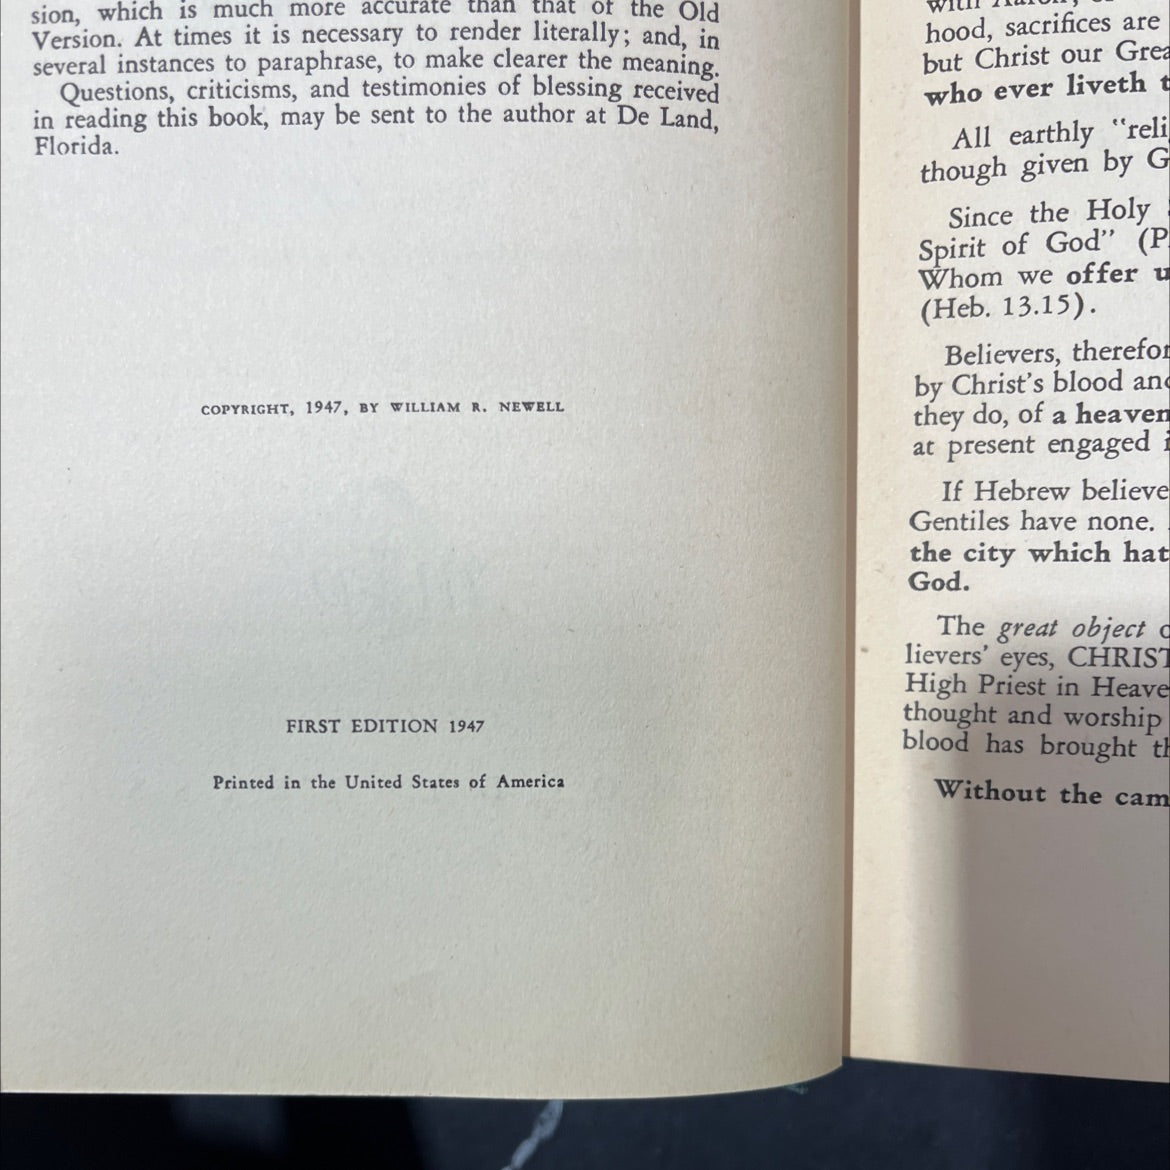 sion, which is much more accurate than that of the Old
Version. At times it is necessary to render literally; and, in
several instances to paraphrase, to make clearer the meaning.
Questions, criticisms, and testimonies of blessing received
in reading this book, may be sent to the author at De Land,
Florida.
COPYRIGHT, 1947, BY WILLIAM R. NEWELL
FIRST EDITION 1947
Printed in the United States of America
with Aaron,
hood, sacrifices are
but Christ our Grea
who ever liveth t
All earthly "reli
though given by G
Since the Holy
Spirit of God" (P
Whom we offer u
(Heb. 13.15).
Believers, therefor
by Christ's blood and
they do, of a heaven
at present engaged i
If Hebrew believe
Gentiles have none.
the city which hat
God.
The great object o
lievers' eyes, CHRIST
High Priest in Heave
thought and worship
blood has brought th
Without the cam